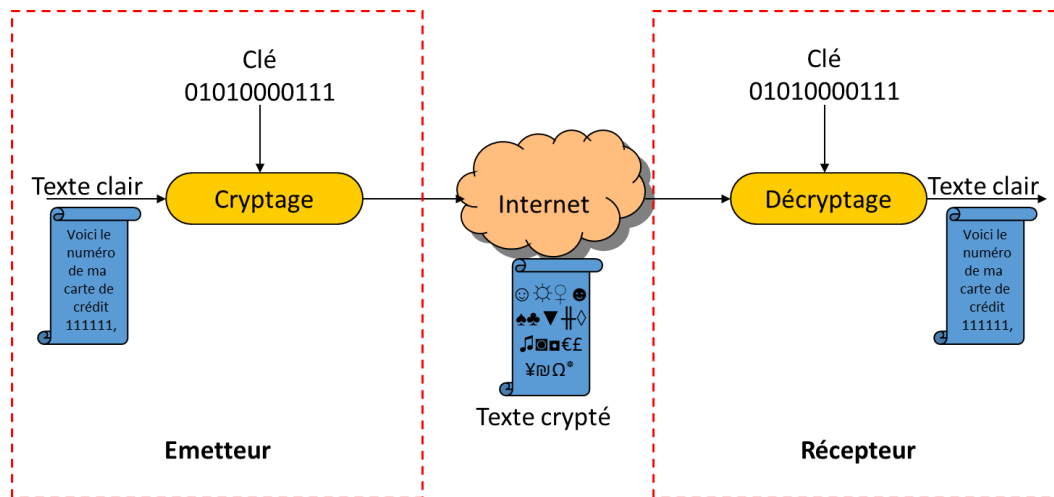 Clé
01010000111
Texte clair
Cryptage
Voici le
numéro
de ma
carte de
crédit
111111,
Emetteur
Internet
☺☼♀☻
♠♣▼╫◊
♫◙◘€£
¥₪Ω*
Texte crypté
Clé
01010000111
Décryptage
Texte clair
Voici le
numéro
de ma
carte de
crédit
111111,
Récepteur